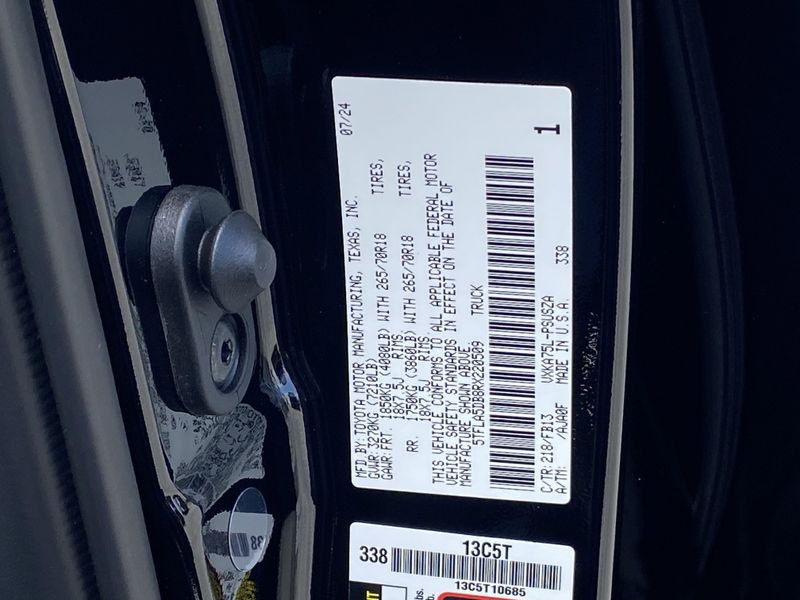 MFD BY: TOYOTA MOTOR MANUFACTURING, TEXAS, INC. 07/24
GVWR: 3270KG (7210LB)
GAWR: FRT. 1850KG (4080LB) WITH 265/70R18 TIRES,
18X7.5J RIMS
RR. 1750KG (3860LB) WITH 265/70R18 TIRES,
18X7.5J RIMS
THIS VEHICLE CONFORMS TO ALL APPLICABLE FEDERAL MOTOR
VEHICLE SAFETY STANDARDS IN EFFECT ON THE DATE OF
MANUFACTURE SHOWN ABOVE.
5TFLA5DB8RX220509 TRUCK
1
C/TR: 218/FB13 VXKA75L-PSUSZA 338
A/TM: /AJA0F MADE IN U.S.A.
338 13C5T
13C5T10685